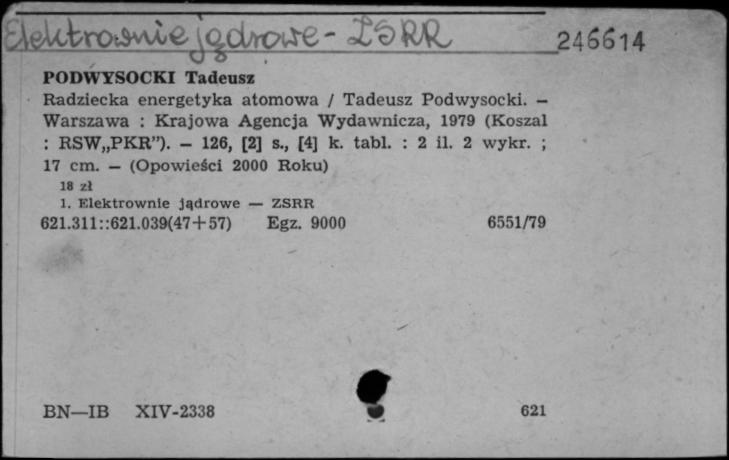 Elektrownie jądrowe - ZSRR 246614
PODWYSOCKI Tadeusz
Radziecka energetyka atomowa / Tadeusz Podwysocki. —
Warszawa : Krajowa Agencja Wydawnicza, 1979 (Koszal
: RSW„PKR”). — 126, [2] s., [4] k. tabl. : 2 il. 2 wykr. ;
17 cm. — (Opowieści 2000 Roku)
18 zł
1. Elektrownie jądrowe — ZSRR
621.311::621.039(47+57) Egz. 9000 6551/79
BN—IB XIV-2338 621